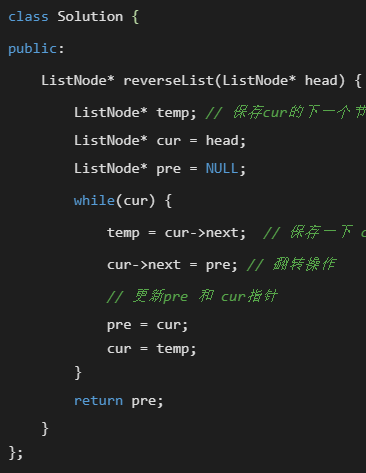 class Solution {
public:
ListNode* reverseList(ListNode* head) {
ListNode* temp; // 保存cur的下一个节
ListNode* cur = head;
ListNode* pre = NULL;
while(cur) {
temp = cur->next;  // 保存一下
cur->next = pre; // 翻转操作
// 更新pre 和 cur指针
pre = cur;
cur = temp;
}
return pre;
}
};